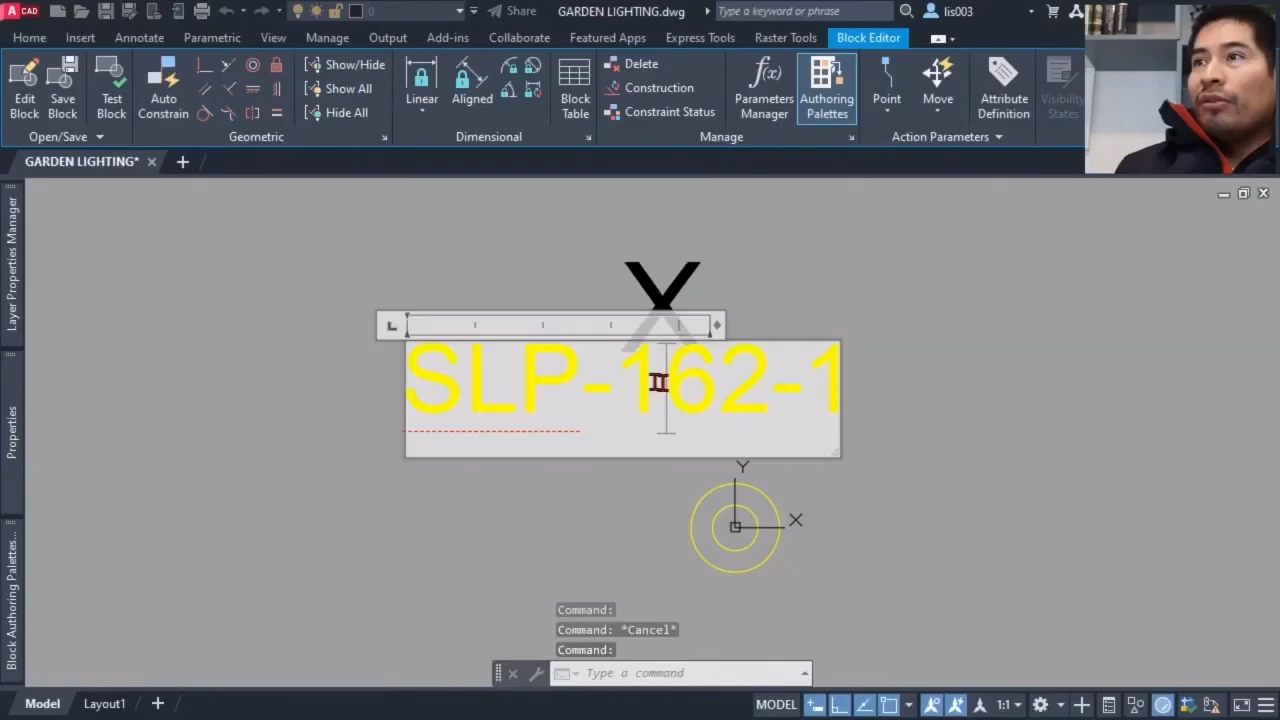 A CAD
0
Share
GARDEN LIGHTING.dwg
Type a keyword or phrase
lis003
Home Insert Annotate Parametric View Manage Output Add-ins Collaborate Featured Apps Express Tools Raster Tools Block Editor
Edit Block
Save Block
Test Block
Auto Constrain
Show/Hide
Show All
Hide All
Linear
Aligned
Block Table
Delete
Construction
Constraint Status
Parameters Manager
f(x)
Authoring Palettes
Point
Move
Attribute Definition
Visibility States
Open/Save
Geometric
Dimensional
Manage
Action Parameters
GARDEN LIGHTING*
Layer Properties Manager
Properties
Block Authoring Palettes...
X
SLP-162-1
Y
X
Command:
Command: *Cancel*
Command:
Type a command
Model Layout1
MODEL
1:1